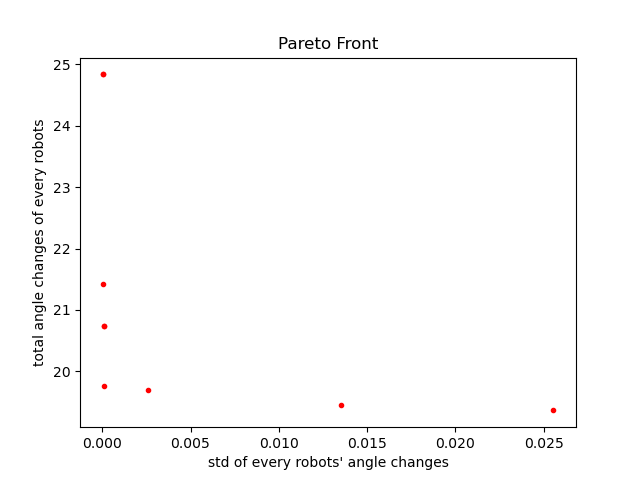 Pareto Front
25
24
23
22
21
20
total angle changes of every robots
0.000 0.005 0.010 0.015 0.020 0.025
std of every robots' angle changes